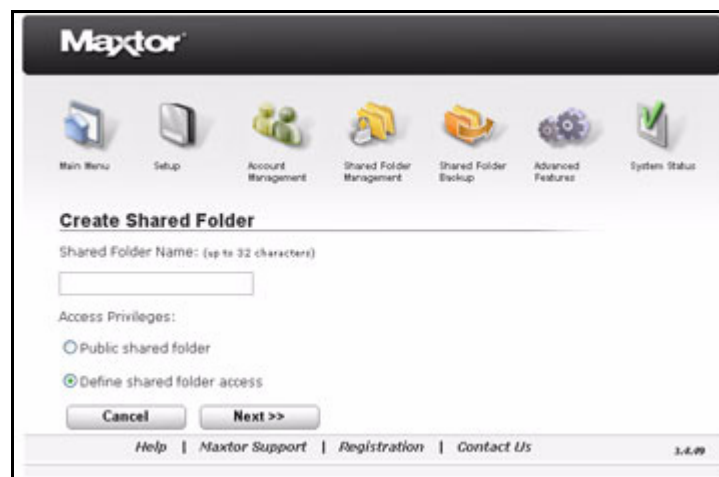 Maxtor
Main Menu
Setup
Account Management
Shared Folder Management
Shared Folder Backup
Advanced Features
System Status
Create Shared Folder
Shared Folder Name: (up to 32 characters)
Access Privileges:
Public shared folder
Define shared folder access
Cancel
Next >>
Help | Maxtor Support | Registration | Contact Us